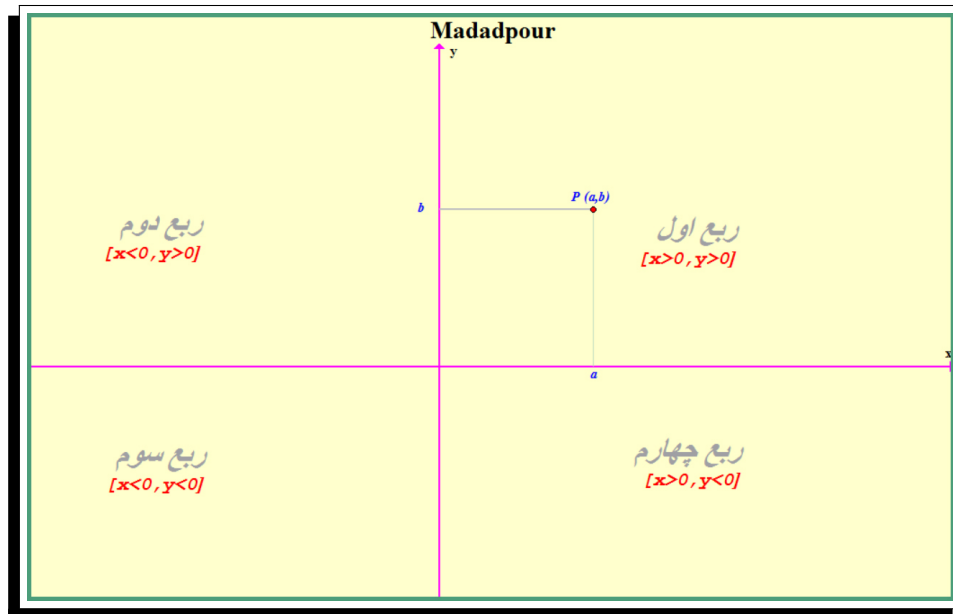 Madadpour
y
P (a,b)
b
ربع دوم
[x<0,y>0]
ربع اول
[x>0,y>0]
x
a
ربع سوم
[x<0,y<0]
ربع چهارم
[x>0,y<0]